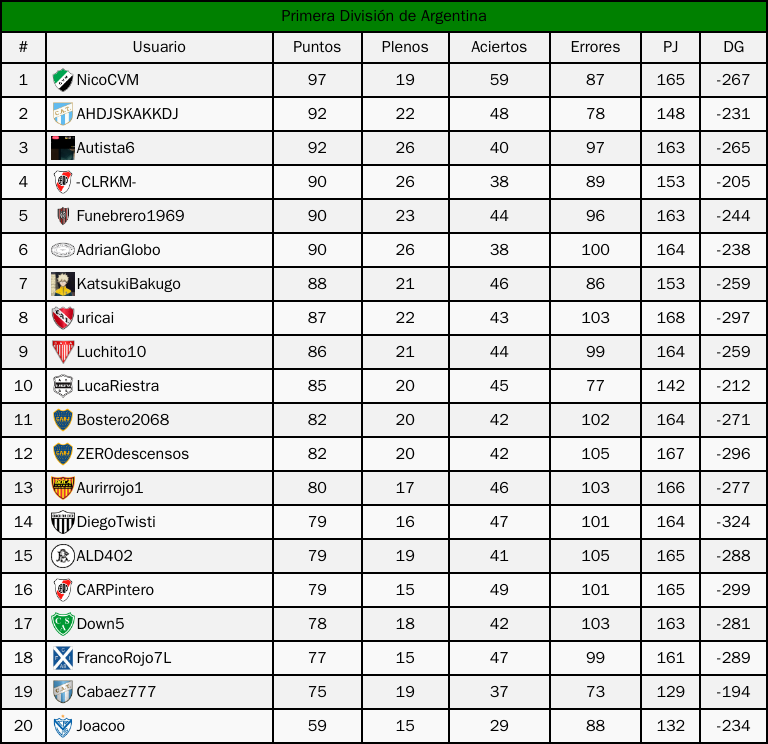 Primera División de Argentina
# Usuario Puntos Plenos Aciertos Errores PJ DG
1 NicoCVM 97 19 59 87 165 -267
2 AHDJSKAKKDJ 92 22 48 78 148 -231
3 Autista6 92 26 40 97 163 -265
4 -CLRKM- 90 26 38 89 153 -205
5 Funebrero1969 90 23 44 96 163 -244
6 AdrianGlobo 90 26 38 100 164 -238
7 KatsukiBakugo 88 21 46 86 153 -259
8 uricai 87 22 43 103 168 -297
9 Luchito10 86 21 44 99 164 -259
10 LucaRiestra 85 20 45 77 142 -212
11 Bostero2068 82 20 42 102 164 -271
12 ZER0descensos 82 20 42 105 167 -296
13 Aurirrojo1 80 17 46 103 166 -277
14 DiegoTwisti 79 16 47 101 164 -324
15 ALD402 79 19 41 105 165 -288
16 CARPintero 79 15 49 101 165 -299
17 Down5 78 18 42 103 163 -281
18 FrancoRojo7L 77 15 47 99 161 -289
19 Cabaez777 75 19 37 73 129 -194
20 Joacoo 59 15 29 88 132 -234